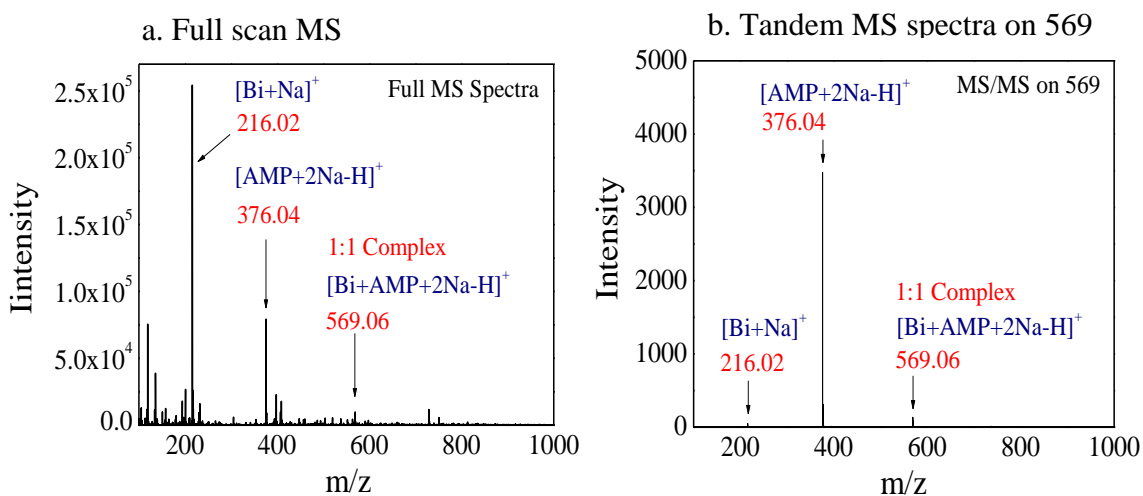 a. Full scan MS
[Bi+Na]+
216.02
Full MS Spectra
[AMP+2Na-H]+
376.04
1:1 Complex
[Bi+AMP+2Na-H]+
569.06
2.5x10^5
2.0x10^5
1.5x10^5
1.0x10^5
5.0x10^4
0.0
Iintensity
200 400 600 800 1000
m/z
b. Tandem MS spectra on 569
[AMP+2Na-H]+
376.04
MS/MS on 569
1:1 Complex
[Bi+Na]+
[Bi+AMP+2Na-H]+
216.02
569.06
5000
4000
3000
2000
1000
0
Intensity
200 400 600 800 1000
m/z